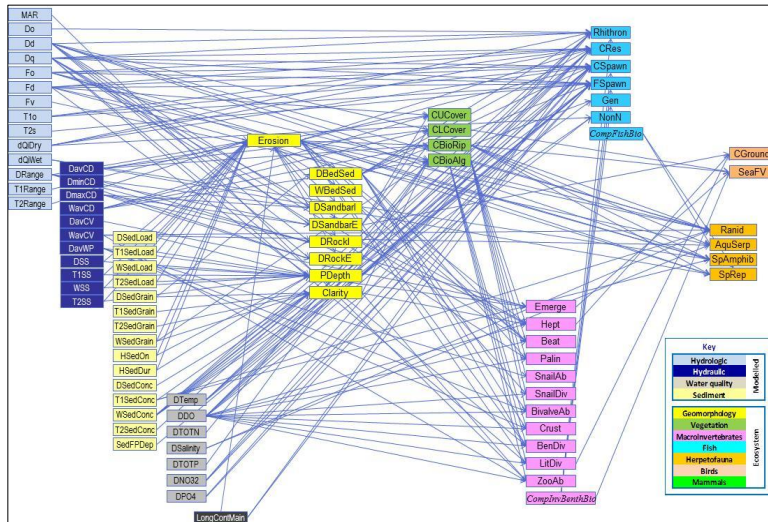 MAR
Do
Dd
Dq
Fo
Fd
Fv
T1o
T2s
dQiDry
dQiWet
DRange
T1Range
T2Range
DavCD
DminCD
DmaxCD
WavCD
DavCV
WavCV
DavWP
DSS
T1SS
WSS
T2SS
DSedLoad
T1SedLoad
WSedLoad
T2SedLoad
DSedGrain
T1SedGrain
T2SedGrain
WSedGrain
HSedOn
HSedDur
DSedConc
T1SedConc
WSedConc
T2SedConc
SedFPDep
DTemp
DDO
DTOTN
DSalinity
DTOTP
DNO32
DPO4
LongContMain
Erosion
DBedSed
WBedSed
DSandbarI
DSandbarE
DRockI
DRockE
PDepth
Clarity
CUCover
CLCover
CBioRip
CBioAlg
Rhithron
CRes
CSpawn
FSpawn
Gen
NonN
CompFishBio
Emerge
Hept
Beat
Palin
SnailAb
SnailDiv
BivalveAb
Crust
BenDiv
LitDiv
ZooAb
CompInvBenthBio
CGround
SeaFV
Ranid
AquSerp
SpAmphib
SpRep
Key
Hydrologic
Hydraulic
Water quality
Sediment
Modelled
Geomorphology
Vegetation
Macroinvertebrates
Fish
Herpetofauna
Birds
Mammals
Ecosystem